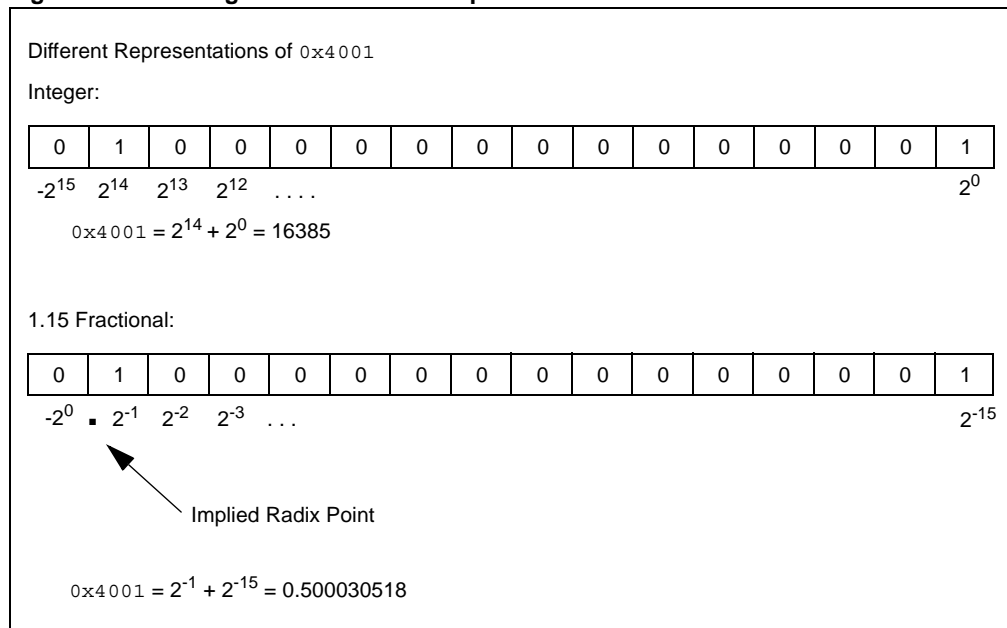 Different Representations of 0x4001
Integer:
0 1 0 0 0 0 0 0 0 0 0 0 0 0 0 1
-2^15 2^14 2^13 2^12 .... 2^0
0x4001 = 2^14 + 2^0 = 16385
1.15 Fractional:
0 1 0 0 0 0 0 0 0 0 0 0 0 0 0 1
-2^0 . 2^-1 2^-2 2^-3 ... 2^-15
Implied Radix Point
0x4001 = 2^-1 + 2^-15 = 0.500030518